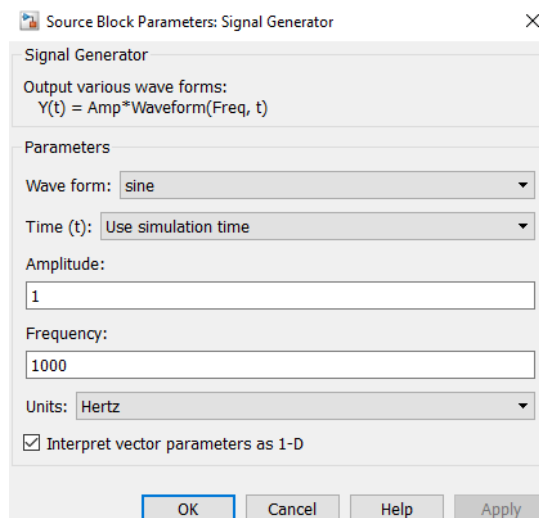 Source Block Parameters: Signal Generator
Signal Generator
Output various wave forms:
Y(t) = Amp*Waveform(Freq, t)
Parameters
Wave form: sine
Time (t): Use simulation time
Amplitude:
1
Frequency:
1000
Units: Hertz
Interpret vector parameters as 1-D
OK Cancel Help Apply